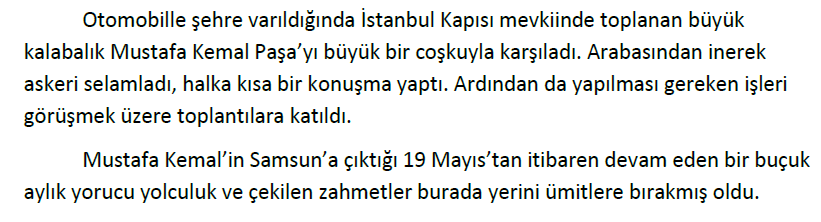 Otomobille şehre varıldığında İstanbul Kapısı mevkiinde toplanan büyük
kalabalık Mustafa Kemal Paşa’yı büyük bir coşkuyla karşıladı. Arabasından inerek
askeri selamladı, halka kısa bir konuşma yaptı. Ardından da yapılması gereken işleri
görüşmek üzere toplantılara katıldı.
Mustafa Kemal’in Samsun’a çıktığı 19 Mayıs’tan itibaren devam eden bir buçuk
aylık yorucu yolculuk ve çekilen zahmetler burada yerini ümitlere bırakmış oldu.